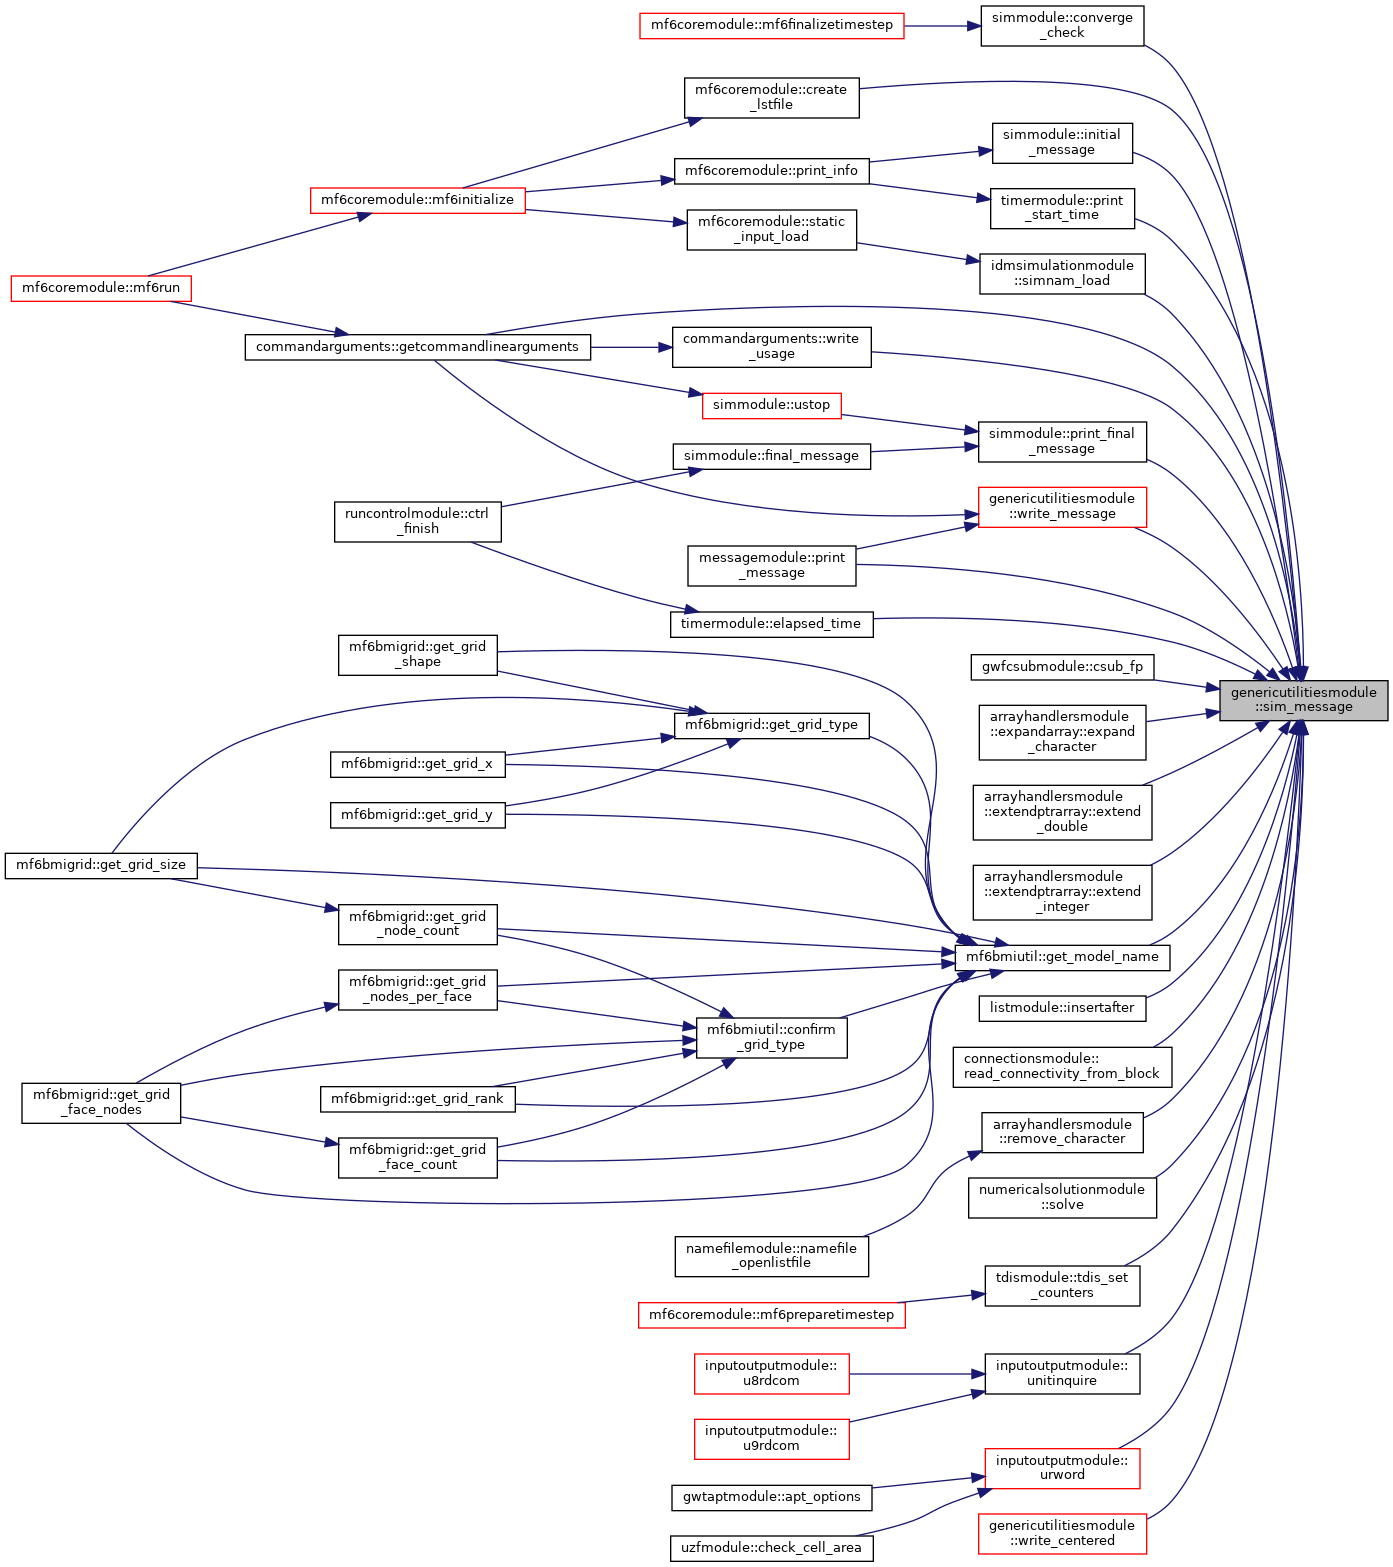 mf6coremodule::mf6finalizetimestep
simmodule::converge
_check
mf6coremodule::create
_lstfile
simmodule::initial
_message
mf6coremodule::print_info
timermodule::print
_start_time
mf6coremodule::mf6initialize
mf6coremodule::static
_input_load
idmsimulationmodule
::simnam_load
mf6coremodule::mf6run
commandarguments::getcommandlinearguments
commandarguments::write
_usage
simmodule::ustop
simmodule::print_final
_message
simmodule::final_message
runcontrolmodule::ctrl
_finish
genericutilitiesmodule
::write_message
messagemodule::print
_message
timermodule::elapsed_time
mf6bmigrid::get_grid
_shape
gwfcsubmodule::csub_fp
genericutilitiesmodule
::sim_message
mf6bmigrid::get_grid_type
arrayhandlersmodule
::expandarray::expand
_character
mf6bmigrid::get_grid_x
mf6bmigrid::get_grid_y
arrayhandlersmodule
::extendptrarray::extend
_double
mf6bmigrid::get_grid_size
arrayhandlersmodule
::extendptrarray::extend
_integer
mf6bmigrid::get_grid
_node_count
mf6bmiutil::get_model_name
mf6bmigrid::get_grid
_nodes_per_face
listmodule::insertafter
mf6bmiutil::confirm
_grid_type
connectionsmodule::
read_connectivity_from_block
mf6bmigrid::get_grid
_face_nodes
mf6bmigrid::get_grid_rank
arrayhandlersmodule
::remove_character
mf6bmigrid::get_grid
_face_count
numericalsolutionmodule
::solve
namefilemodule::namefile
_openlistfile
tdismodule::tdis_set
_counters
mf6coremodule::mf6preparetimestep
inputoutputmodule::
u8rdcom
inputoutputmodule::
unitinquire
inputoutputmodule::
u9rdcom
inputoutputmodule::
urword
gwtaptmodule::apt_options
genericutilitiesmodule
::write_centered
uzfmodule::check_cell_area